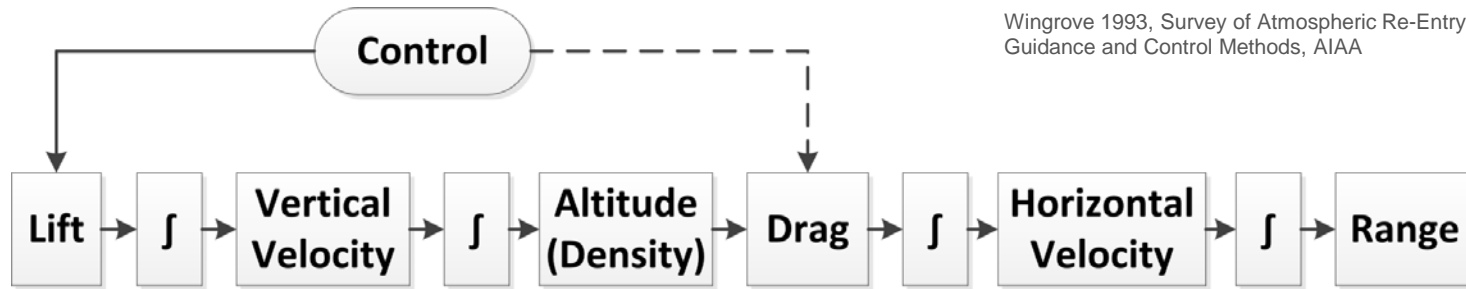 Wingrove 1993, Survey of Atmospheric Re-Entry
Guidance and Control Methods, AIAA
Control
Lift
∫
Vertical
Velocity
∫
Altitude
(Density)
Drag
∫
Horizontal
Velocity
∫
Range